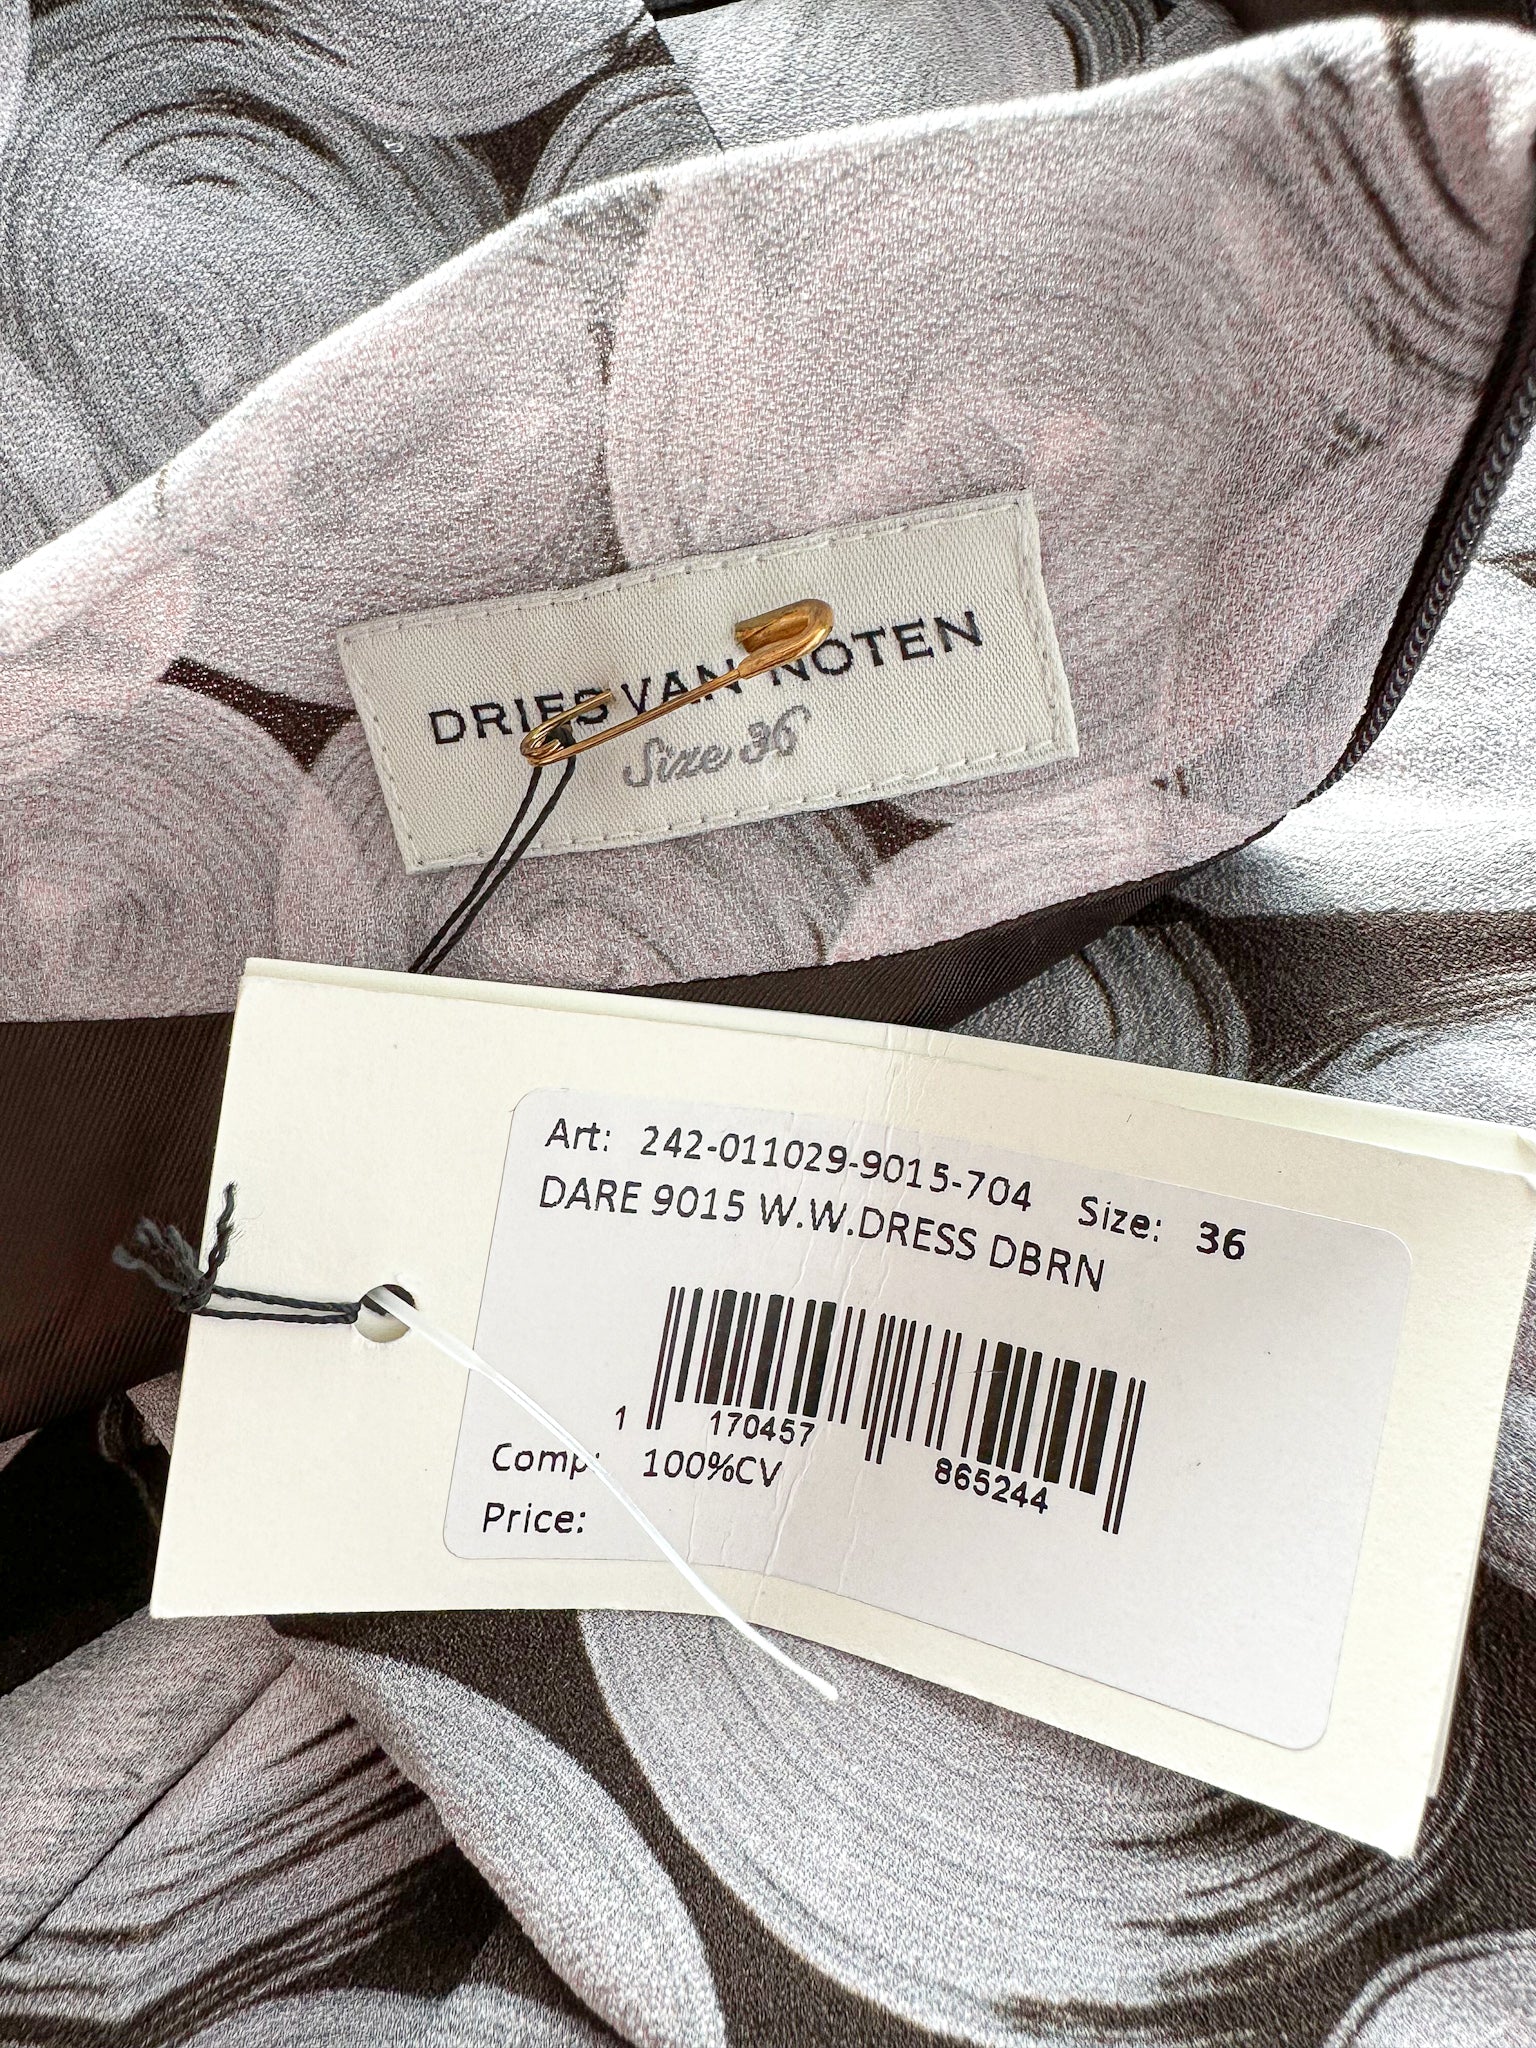 DRIES VAN NOTEN
Size 36
Art: 242-011029-9015-704 Size: 36
DARE 9015 W.W.DRESS DBRN
1 170457 865244
Comp: 100%CV
Price: